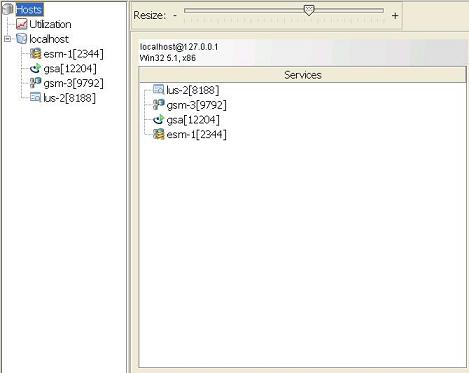 Hosts
Utilization
localhost
esm-1[2344]
gsa[12204]
gsm-3[9792]
lus-2[8188]
Resize: - +
localhost@127.0.0.1
Win32 5.1, x86
Services
lus-2[8188]
gsm-3[9792]
gsa[12204]
esm-1[2344]